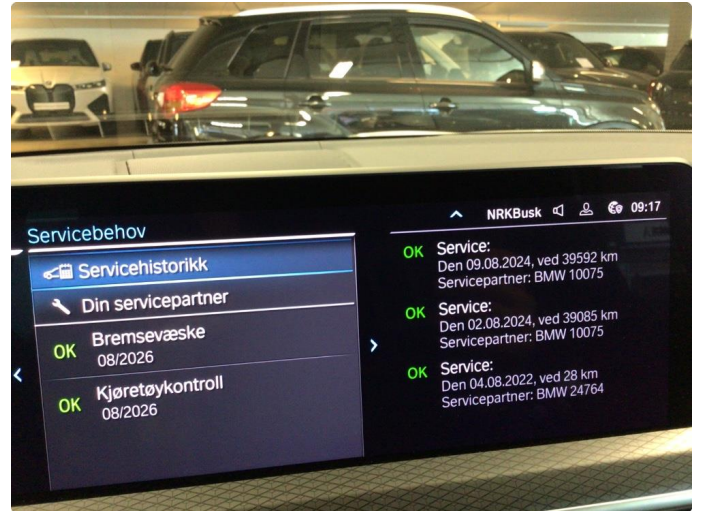 NRKBusk 09:17
Servicebehov
Servicehistorikk
Din servicepartner
OK Bremsevæske
08/2026
OK Kjøretøykontroll
08/2026
OK Service:
Den 09.08.2024, ved 39592 km
Servicepartner: BMW 10075
OK Service:
Den 02.08.2024, ved 39085 km
Servicepartner: BMW 10075
OK Service:
Den 04.08.2022, ved 28 km
Servicepartner: BMW 24764